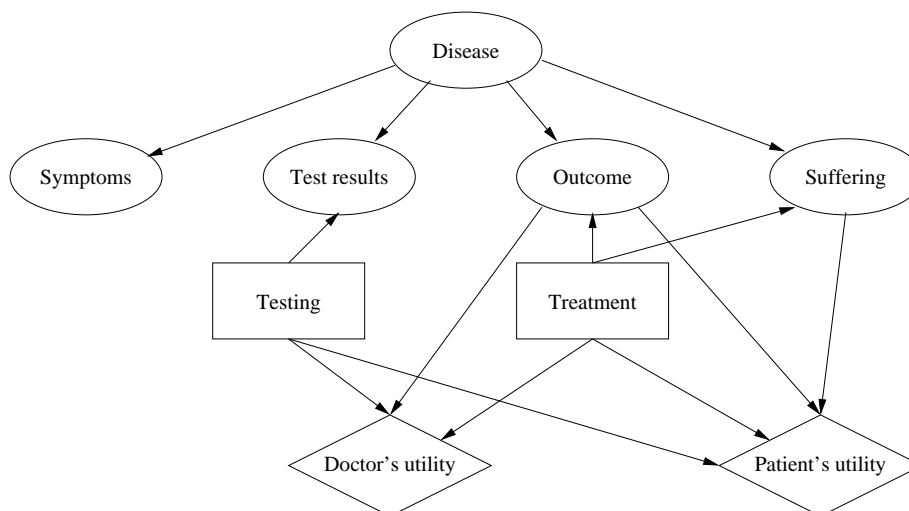 Disease
Symptoms
Test results
Outcome
Suffering
Testing
Treatment
Doctor's utility
Patient's utility